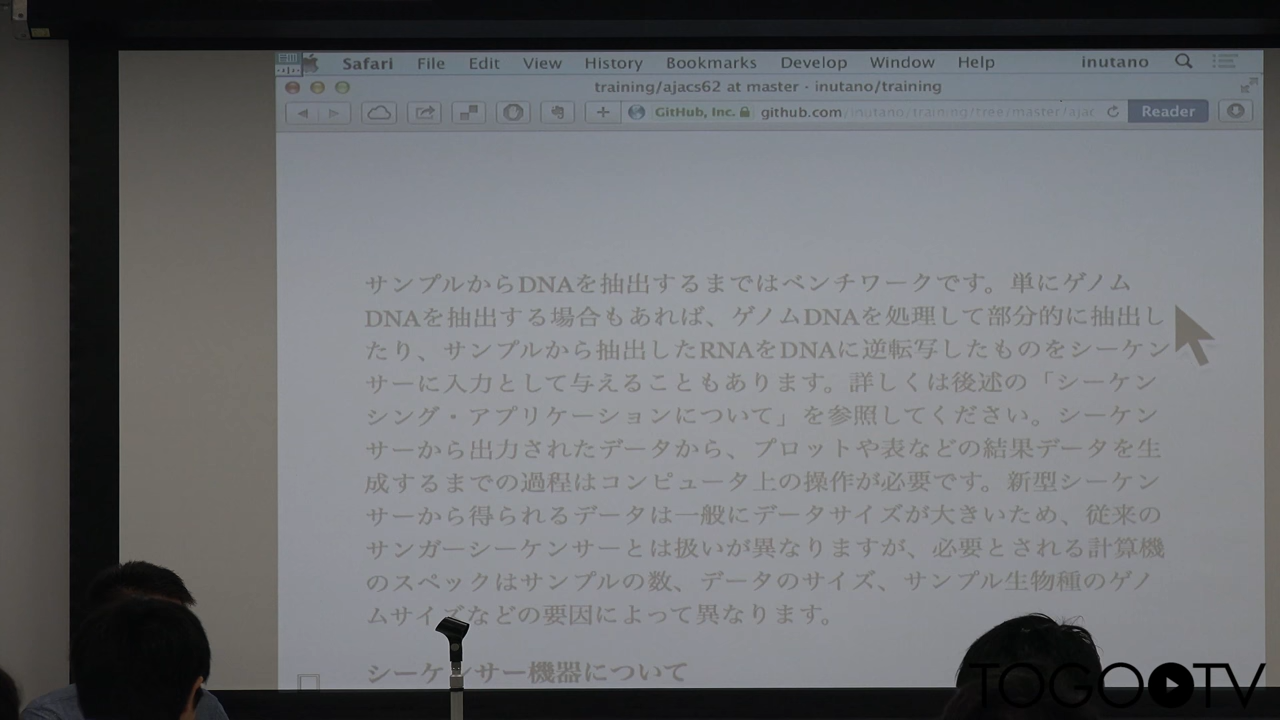 Safari File Edit View History Bookmarks Develop Window Help inutano
training/ajacs62 at master · inutano/training
GitHub, Inc. github.com/inutano/training/tree/master/ajac Reader
サンプルからDNAを抽出するまではベンチワークです。単にゲノム
DNAを抽出する場合もあれば、ゲノムDNAを処理して部分的に抽出し
たり、サンプルから抽出したRNAをDNAに逆転写したものをシーケン
サーに入力として与えることもあります。詳しくは後述の「シーケン
シング・アプリケーションについて」を参照してください。シーケン
サーから出力されたデータから、プロットや表などの結果データを生
成するまでの過程はコンピュータ上の操作が必要です。新型シーケン
サーから得られるデータは一般にデータサイズが大きいため、従来の
サンガーシーケンサーとは扱いが異なりますが、必要とされる計算機
のスペックはサンプルの数、データのサイズ、サンプル生物種のゲノ
ムサイズなどの要因によって異なります。
シーケンサー機器について
TOGO TV